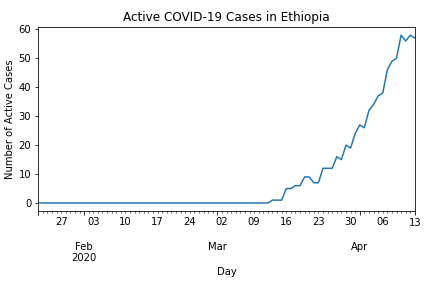 Active COVID-19 Cases in Ethiopia
Number of Active Cases
60
50
40
30
20
10
0
27 03 10 17 24 02 09 16 23 30 06 13
Feb Mar Apr
2020
Day